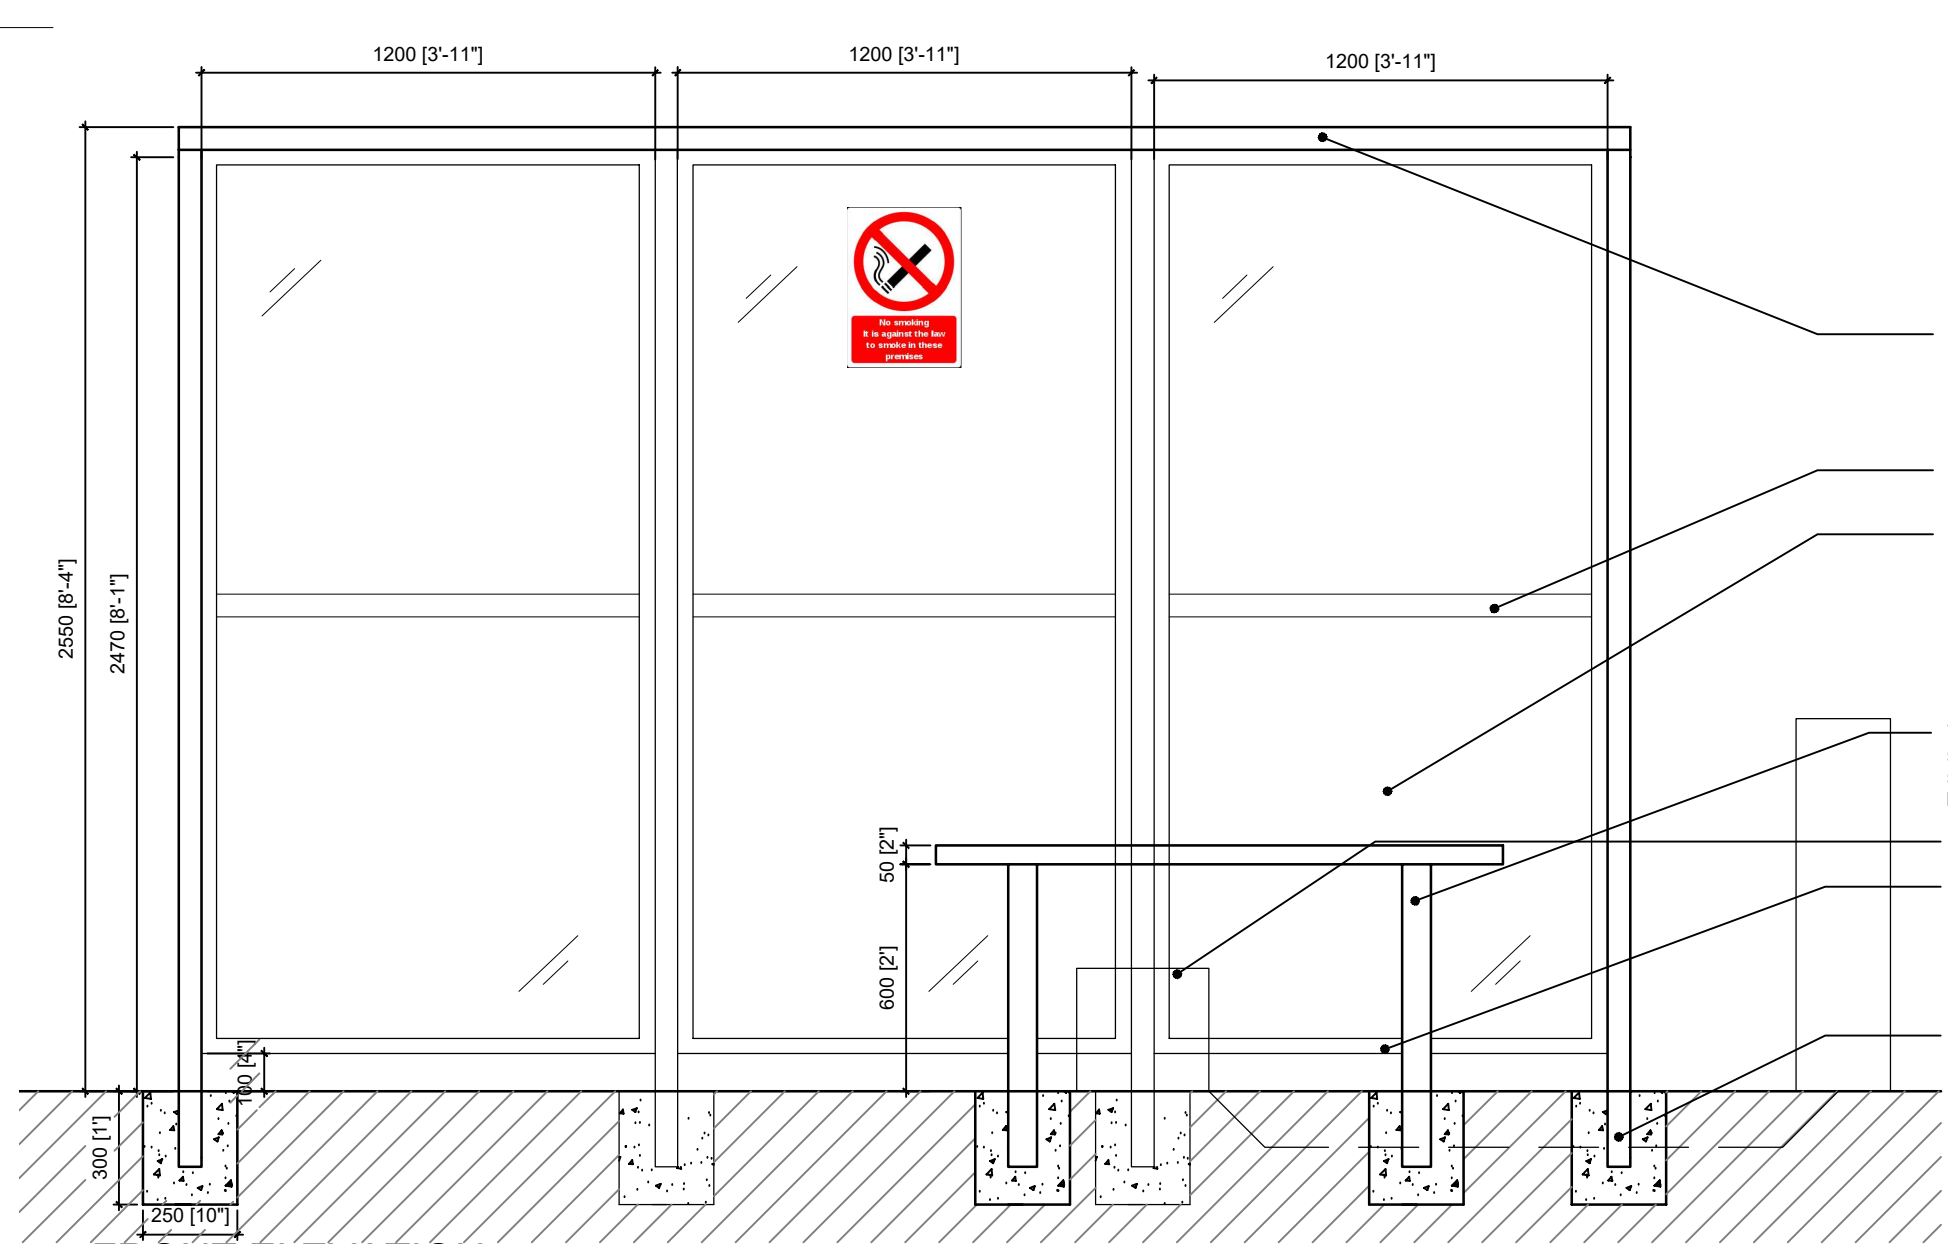 1200 [3'-11"]
1200 [3'-11"]
1200 [3'-11"]
No smoking
It is against the law
to smoke in these
premises
2550 [8'-4"]
2470 [8'-1"]
50 [2"]
600 [2']
100 [4"]
300 [1']
250 [10"]